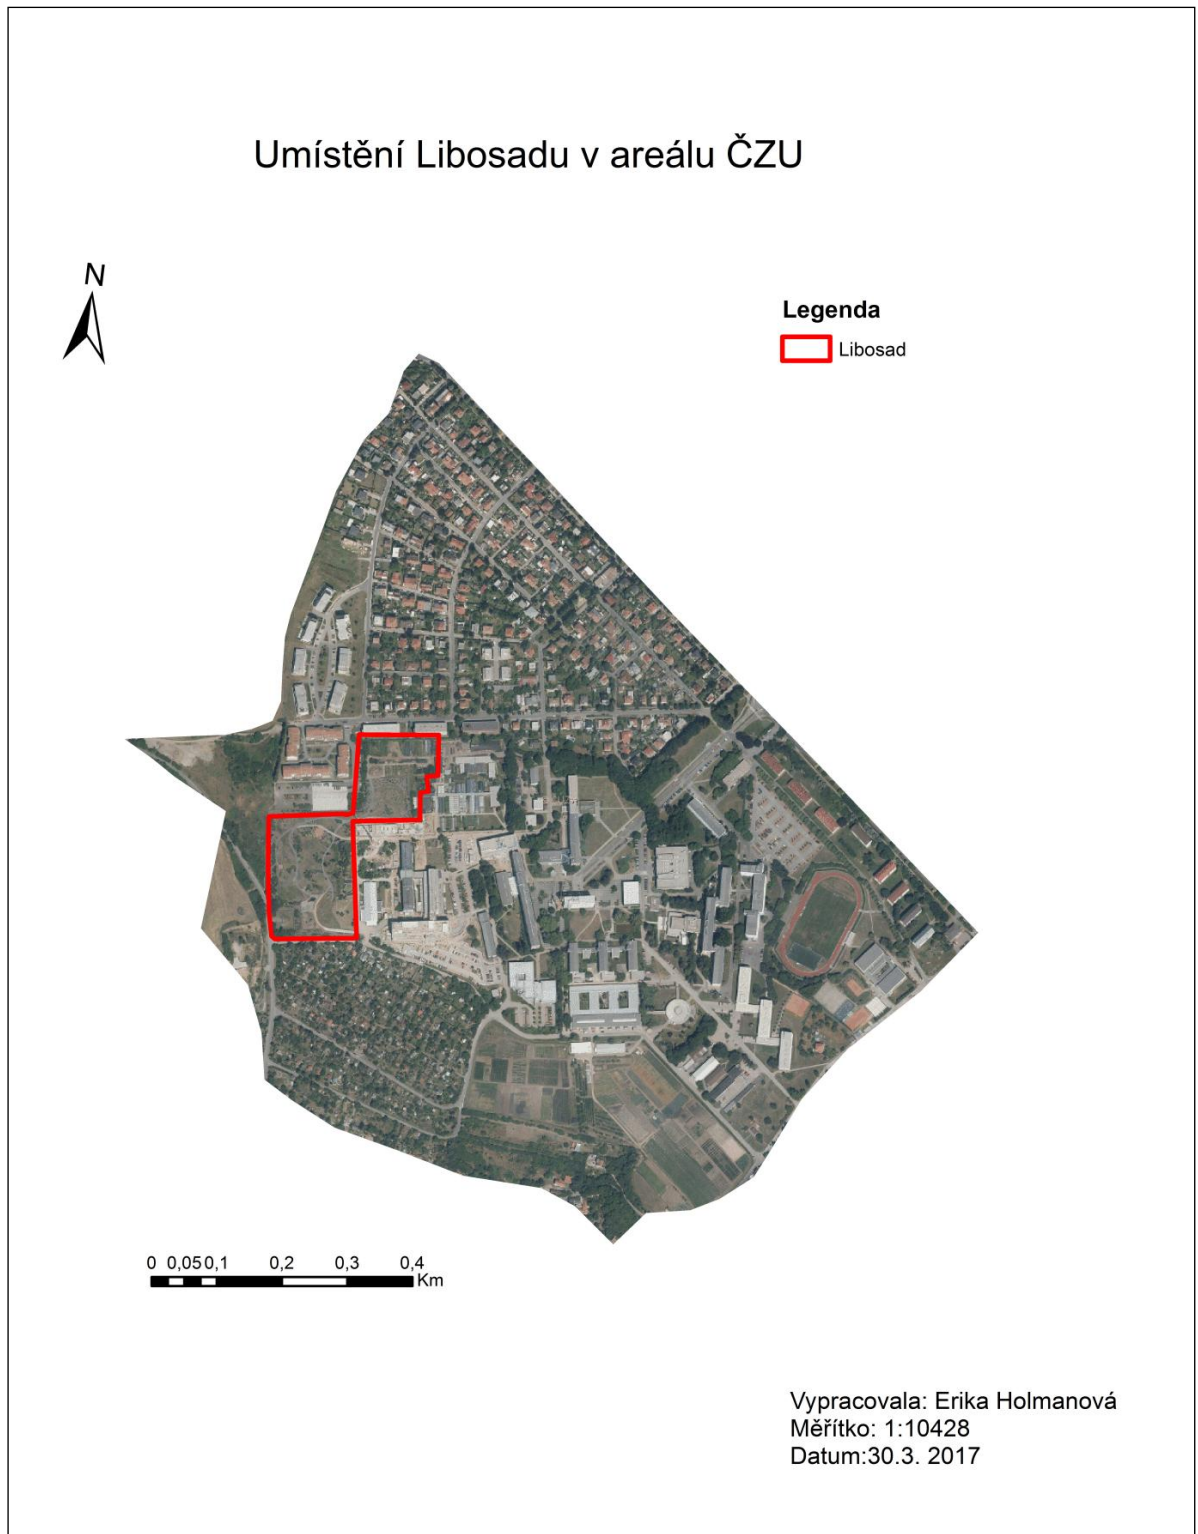 Umístění Libosadu v areálu ČZU
N
Legenda
Libosad
0 0,05 0,1 0,2 0,3 0,4
Km
Vypracovala: Erika Holmanová
Měřítko: 1:10428
Datum:30.3. 2017